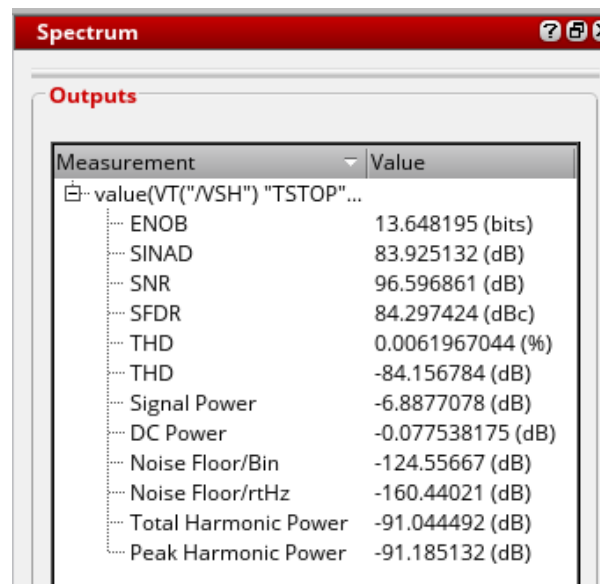 Spectrum
Outputs
Measurement Value
value(VT("/VSH") "TSTOP"...
ENOB 13.648195 (bits)
SINAD 83.925132 (dB)
SNR 96.596861 (dB)
SFDR 84.297424 (dBc)
THD 0.0061967044 (%)
THD -84.156784 (dB)
Signal Power -6.8877078 (dB)
DC Power -0.077538175 (dB)
Noise Floor/Bin -124.55667 (dB)
Noise Floor/rtHz -160.44021 (dB)
Total Harmonic Power -91.044492 (dB)
Peak Harmonic Power -91.185132 (dB)